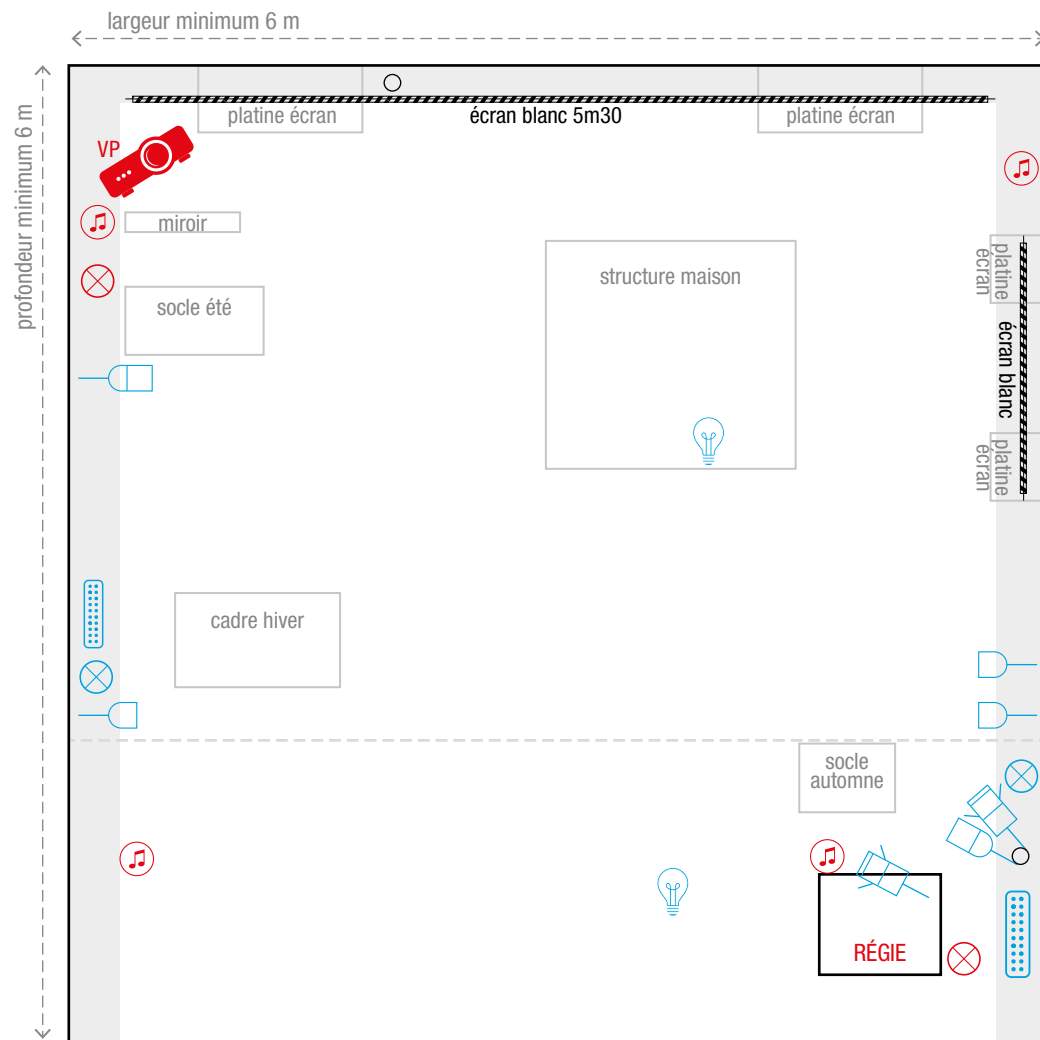 largeur minimum 6 m
profondeur minimum 6 m
platine écran
écran blanc 5m30
platine écran
VP
miroir
socle été
structure maison
platine
écran
écran blanc
platine
écran
cadre hiver
socle
automne
RÉGIE